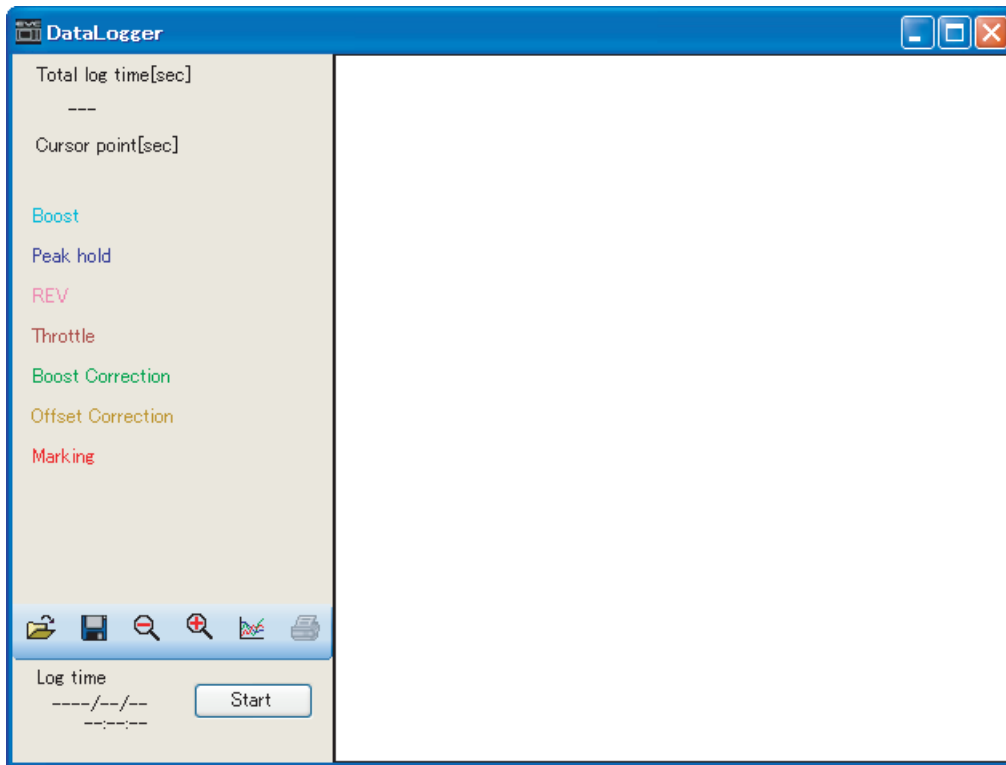 EVC
DataLogger
Total log time[sec]
---
Cursor point[sec]
Boost
Peak hold
REV
Throttle
Boost Correction
Offset Correction
Marking
Log time
----/--/--
--:--:--
Start